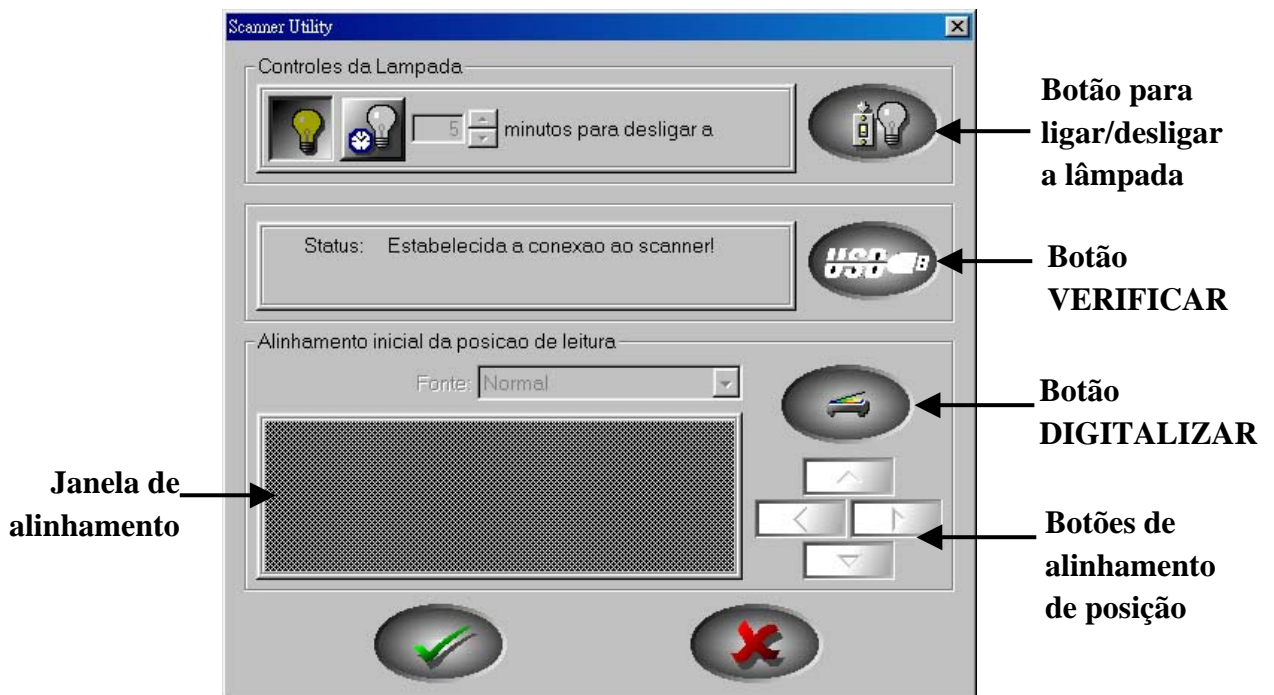 Scanner Utility
Controles da Lampada
5 minutos para desligar a
Botão para
ligar/desligar
a lâmpada
Status: Estabelecida a conexao ao scanner!
USB
Botão
VERIFICAR
Alinhamento inicial da posicao de leitura
Fonte: Normal
Botão
DIGITALIZAR
Janela de
alinhamento
Botões de
alinhamento
de posição